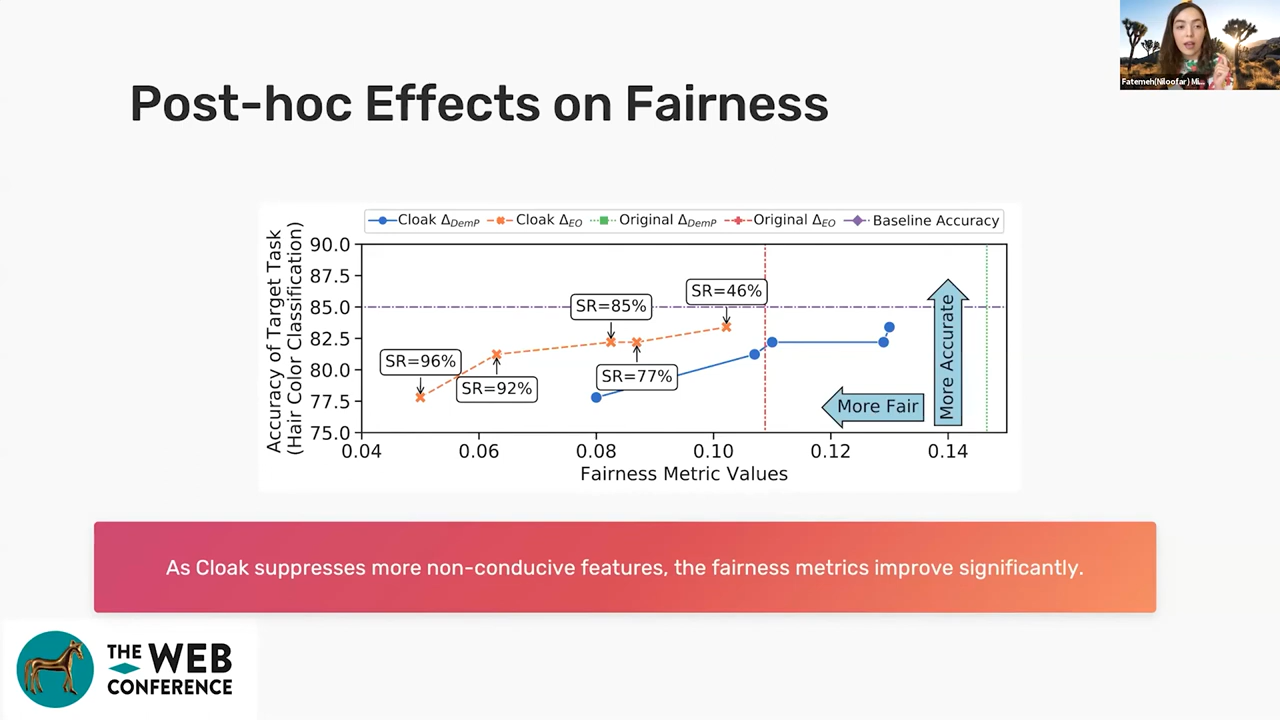 Fatemeh(Niloofar) Mi...
Post-hoc Effects on Fairness
Cloak Δ_DemP Cloak Δ_EO Original Δ_DemP Original Δ_EO Baseline Accuracy
Accuracy of Target Task
(Hair Color Classification)
90.0
87.5
85.0
82.5
80.0
77.5
75.0
SR=96%
SR=92%
SR=85%
SR=77%
SR=46%
More Fair
More Accurate
0.04 0.06 0.08 0.10 0.12 0.14
Fairness Metric Values
As Cloak suppresses more non-conducive features, the fairness metrics improve significantly.
THE WEB
CONFERENCE